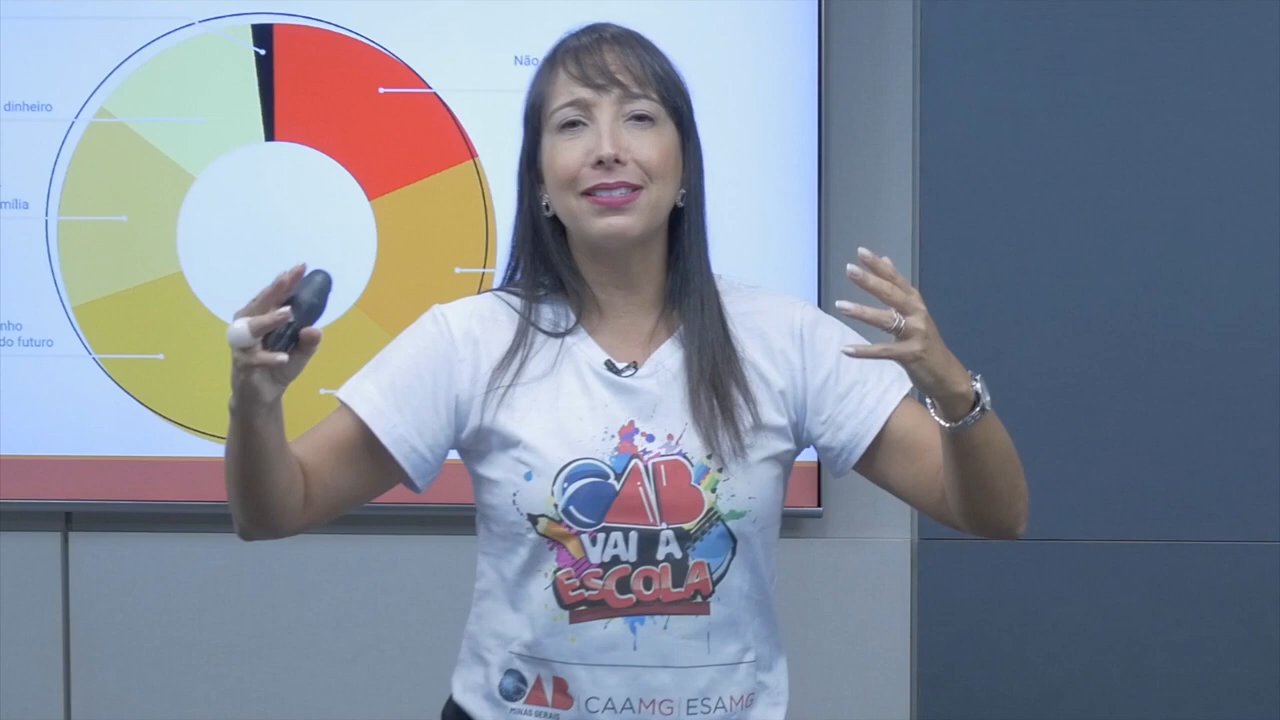 Não
dinheiro
mília
nho
do futuro
OAB
VAI À
ESCOLA
OAB
MINAS GERAIS
CAAMG
ESAMG